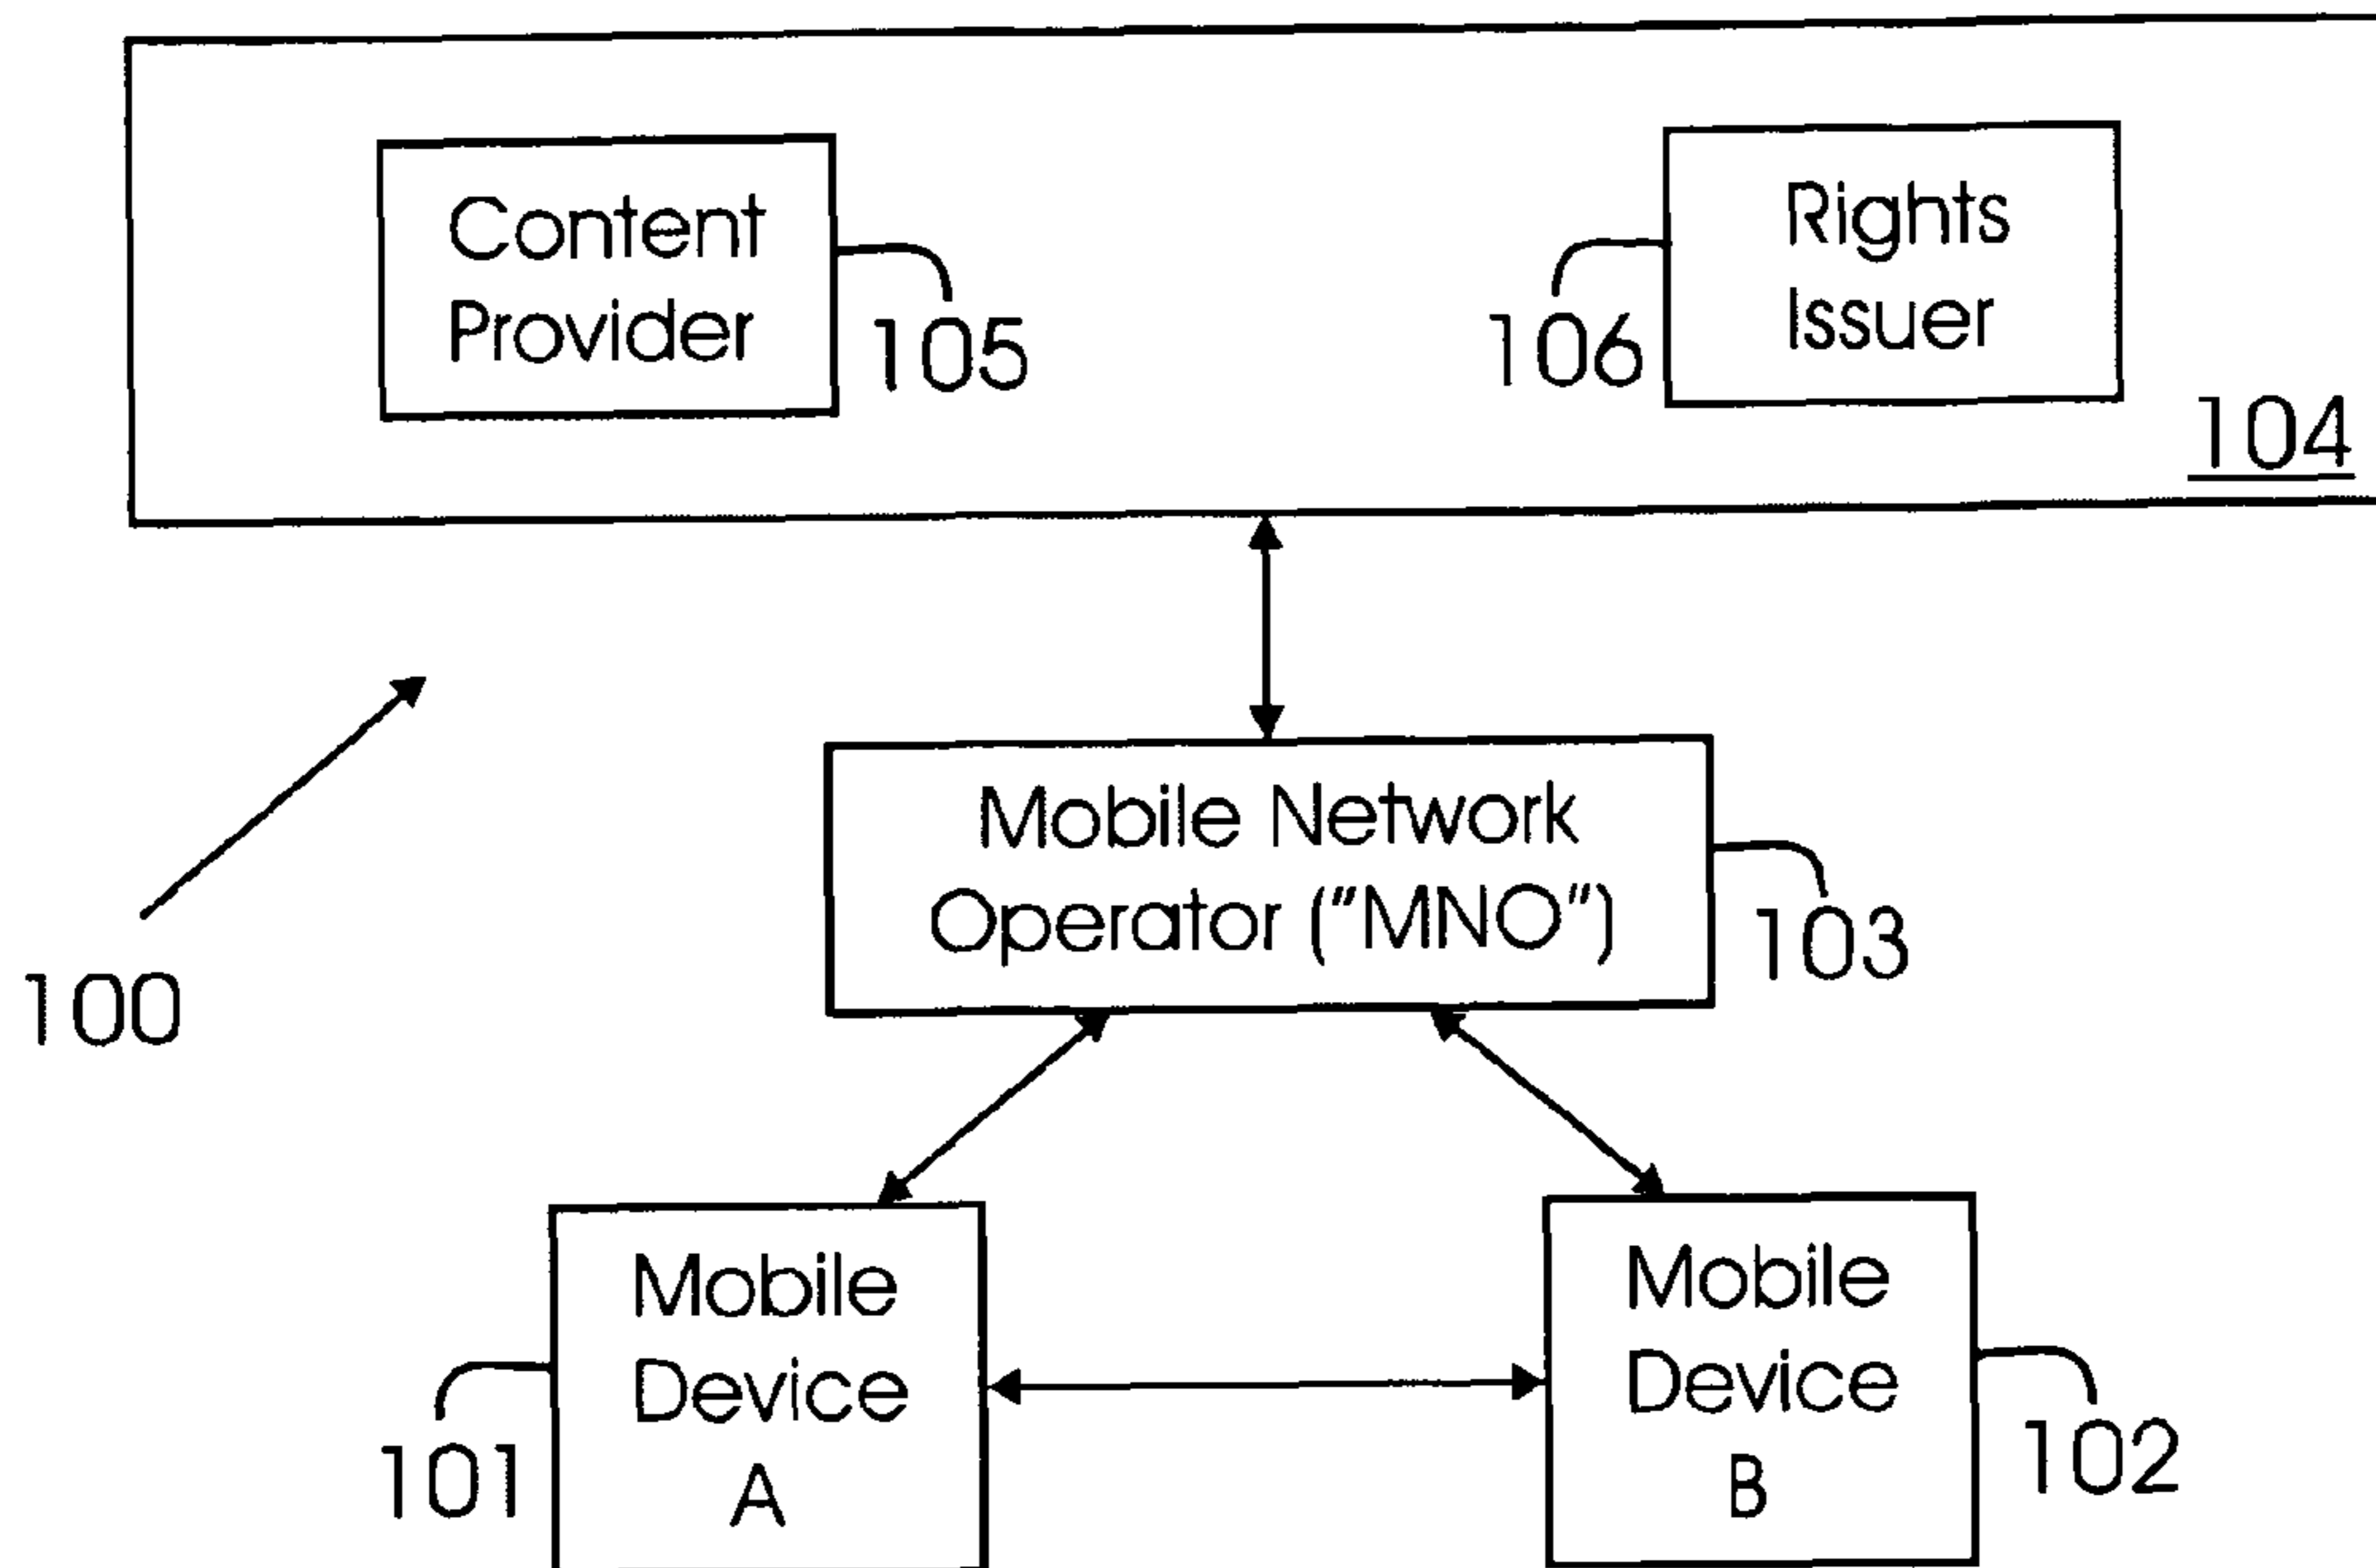 Content
Provider
105
Rights
Issuer
106
104
100
Mobile Network
Operator ("MNO")
103
Mobile
Device
A
101
Mobile
Device
B
102